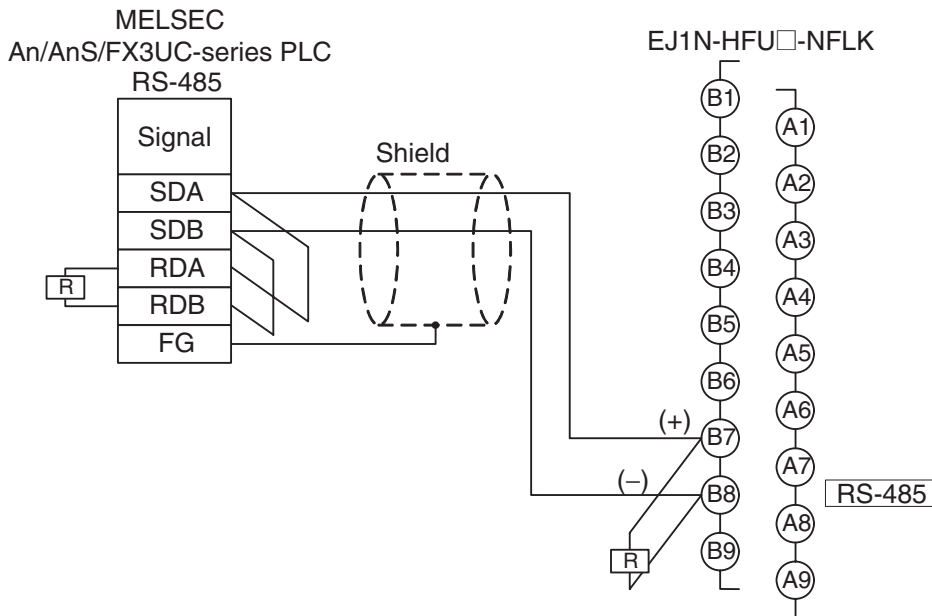 MELSEC
An/AnS/FX3UC-series PLC
RS-485
Signal
SDA
SDB
RDA
RDB
FG
R
Shield
EJ1N-HFU□-NFLK
B1
B2
B3
B4
B5
B6
B7
B8
B9
A1
A2
A3
A4
A5
A6
A7
A8
A9
(+)
(–)
R
RS-485